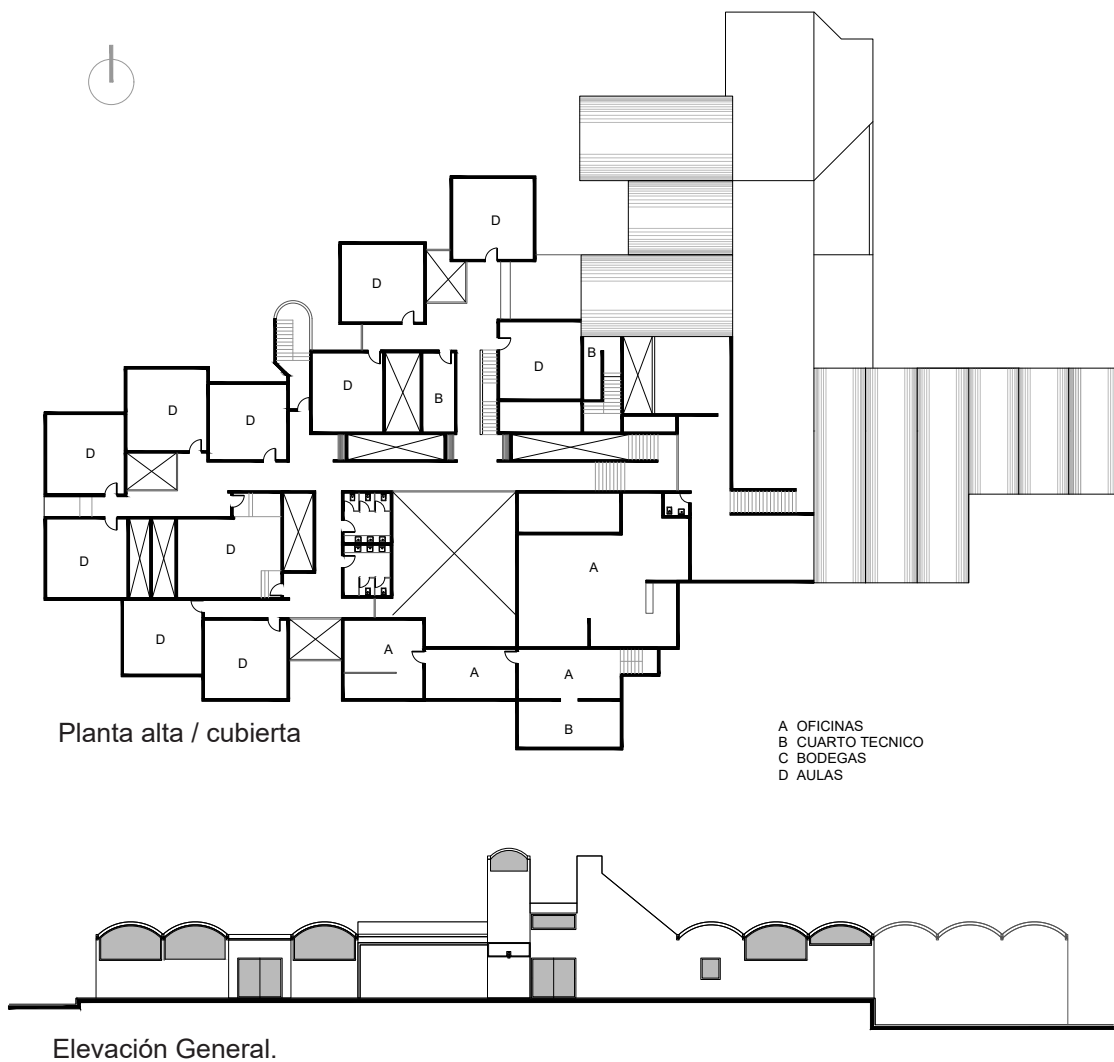 D
D
D
B
D
D
B
D
D
D
D
D
A
D
D
A
A
A
B
Planta alta / cubierta
A OFICINAS
B CUARTO TECNICO
C BODEGAS
D AULAS
Elevación General.